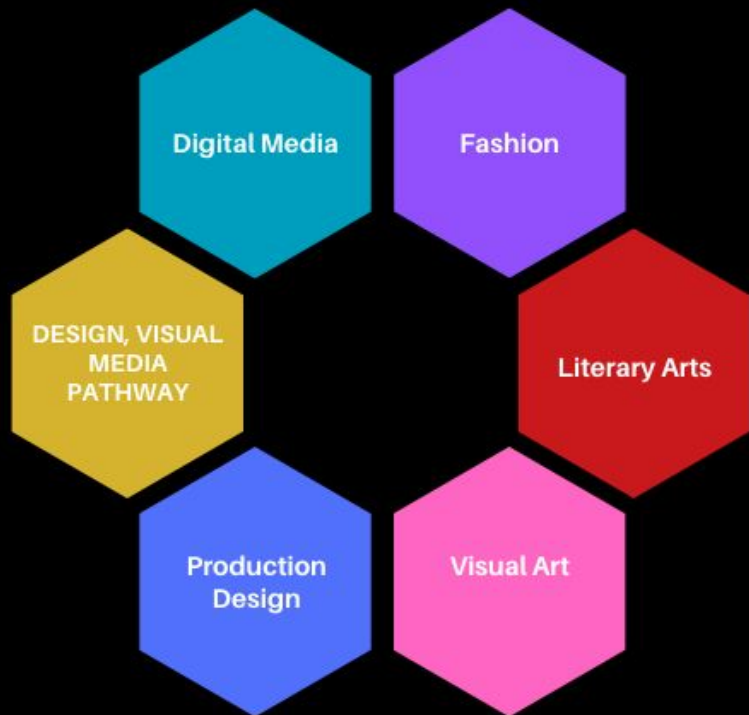 Digital Media
Fashion
DESIGN, VISUAL
MEDIA
PATHWAY
Literary Arts
Production
Design
Visual Art